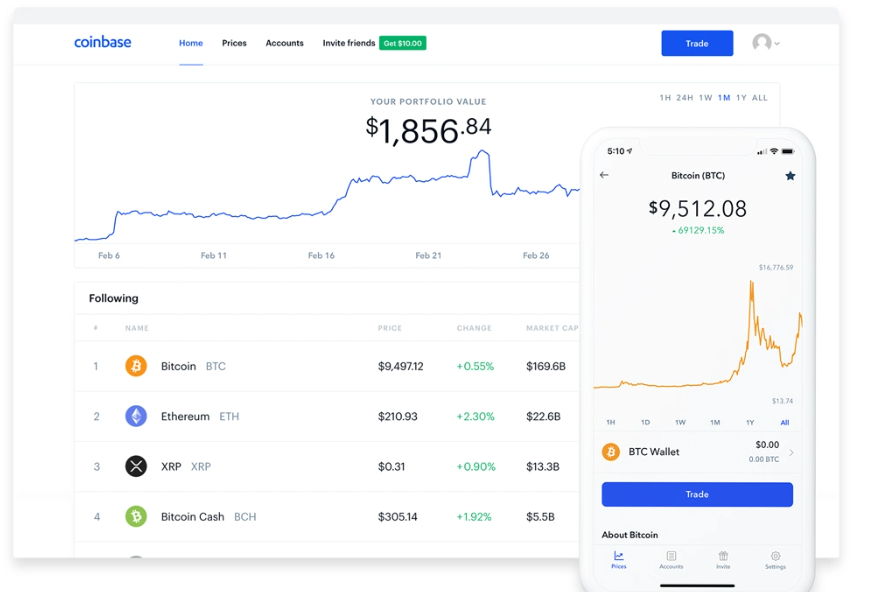 coinbase Home Prices Accounts Invite friends Get $10.00 Trade
YOUR PORTFOLIO VALUE
$1,856.84
1H 24H 1W 1M 1Y ALL
Feb 6 Feb 11 Feb 16 Feb 21 Feb 26
Following
# NAME PRICE CHANGE MARKET CAP
1 Bitcoin BTC $9,497.12 +0.55% $169.6B
2 Ethereum ETH $210.93 +2.30% $22.6B
3 XRP XRP $0.31 +0.90% $13.3B
4 Bitcoin Cash BCH $305.14 +1.92% $5.5B
5:10
Bitcoin (BTC)
$9,512.08
69129.15%
$16,776.59
$13.74
1H 1D 1W 1M 1Y All
BTC Wallet $0.00
0.00 BTC
Trade
About Bitcoin
Prices Accounts Invite Settings